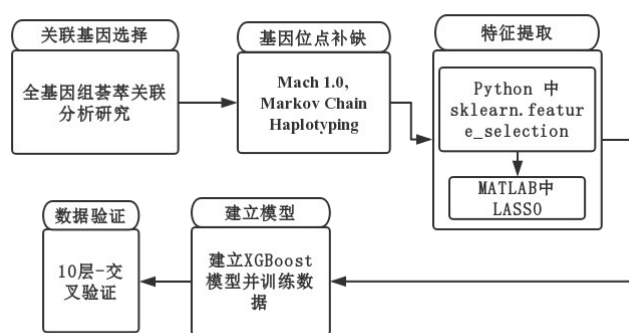 关联基因选择
全基因组荟萃关联
分析研究
基因位点补缺
Mach 1.0,
Markov Chain
Haplotyping
特征提取
Python 中
sklearn.featur
e_selection
MATLAB中
LASSO
数据验证
10层-交
叉验证
建立模型
建立XGBoost
模型并训练数
据